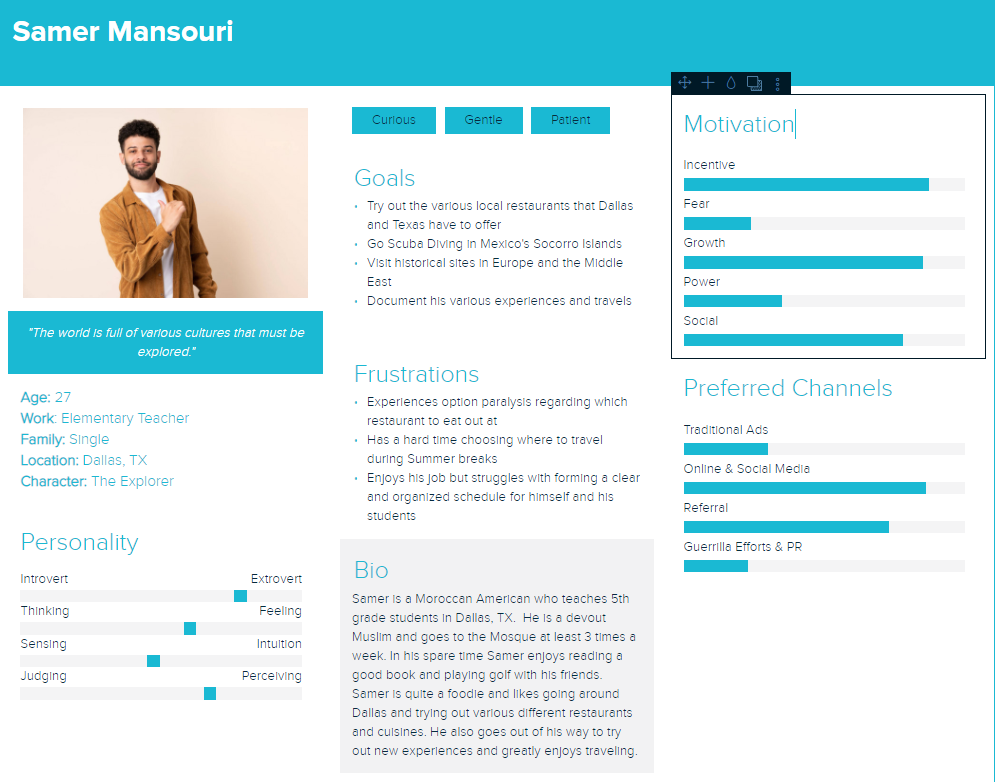 Samer Mansouri
"The world is full of various cultures that must be
explored."
Age: 27
Work: Elementary Teacher
Family: Single
Location: Dallas, TX
Character: The Explorer
Personality
Introvert Extrovert
Thinking Feeling
Sensing Intuition
Judging Perceiving
Curious Gentle Patient
Goals
• Try out the various local restaurants that Dallas
and Texas have to offer
• Go Scuba Diving in Mexico's Socorro Islands
• Visit historical sites in Europe and the Middle
East
• Document his various experiences and travels
Frustrations
• Experiences option paralysis regarding which
restaurant to eat out at
• Has a hard time choosing where to travel
during Summer breaks
• Enjoys his job but struggles with forming a clear
and organized schedule for himself and his
students
Bio
Samer is a Moroccan American who teaches 5th
grade students in Dallas, TX. He is a devout
Muslim and goes to the Mosque at least 3 times a
week. In his spare time Samer enjoys reading a
good book and playing golf with his friends.
Samer is quite a foodie and likes going around
Dallas and trying out various different restaurants
and cuisines. He also goes out of his way to try
out new experiences and greatly enjoys traveling.
Motivation
Incentive
Fear
Growth
Power
Social
Preferred Channels
Traditional Ads
Online & Social Media
Referral
Guerrilla Efforts & PR